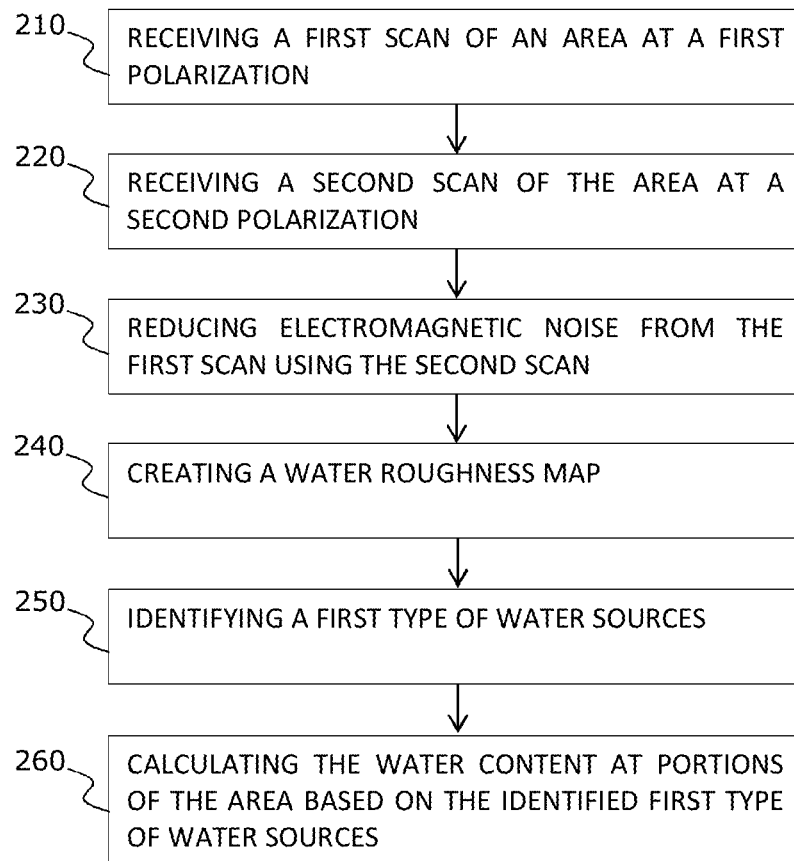 210
RECEIVING A FIRST SCAN OF AN AREA AT A FIRST
POLARIZATION
220
RECEIVING A SECOND SCAN OF THE AREA AT A
SECOND POLARIZATION
230
REDUCING ELECTROMAGNETIC NOISE FROM THE
FIRST SCAN USING THE SECOND SCAN
240
CREATING A WATER ROUGHNESS MAP
250
IDENTIFYING A FIRST TYPE OF WATER SOURCES
260
CALCULATING THE WATER CONTENT AT PORTIONS
OF THE AREA BASED ON THE IDENTIFIED FIRST TYPE
OF WATER SOURCES